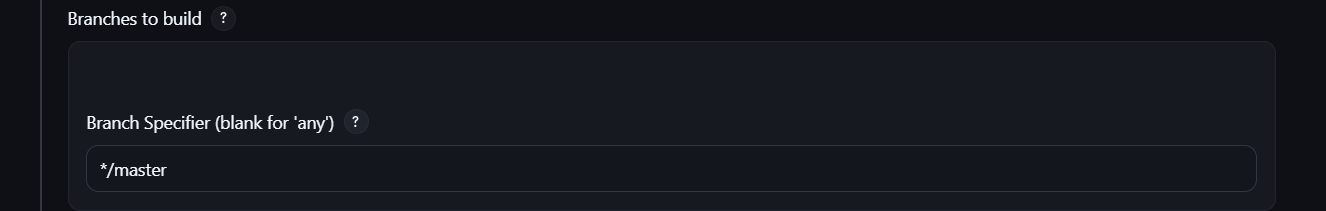 Branches to build ?
Branch Specifier (blank for 'any') ?
*/master